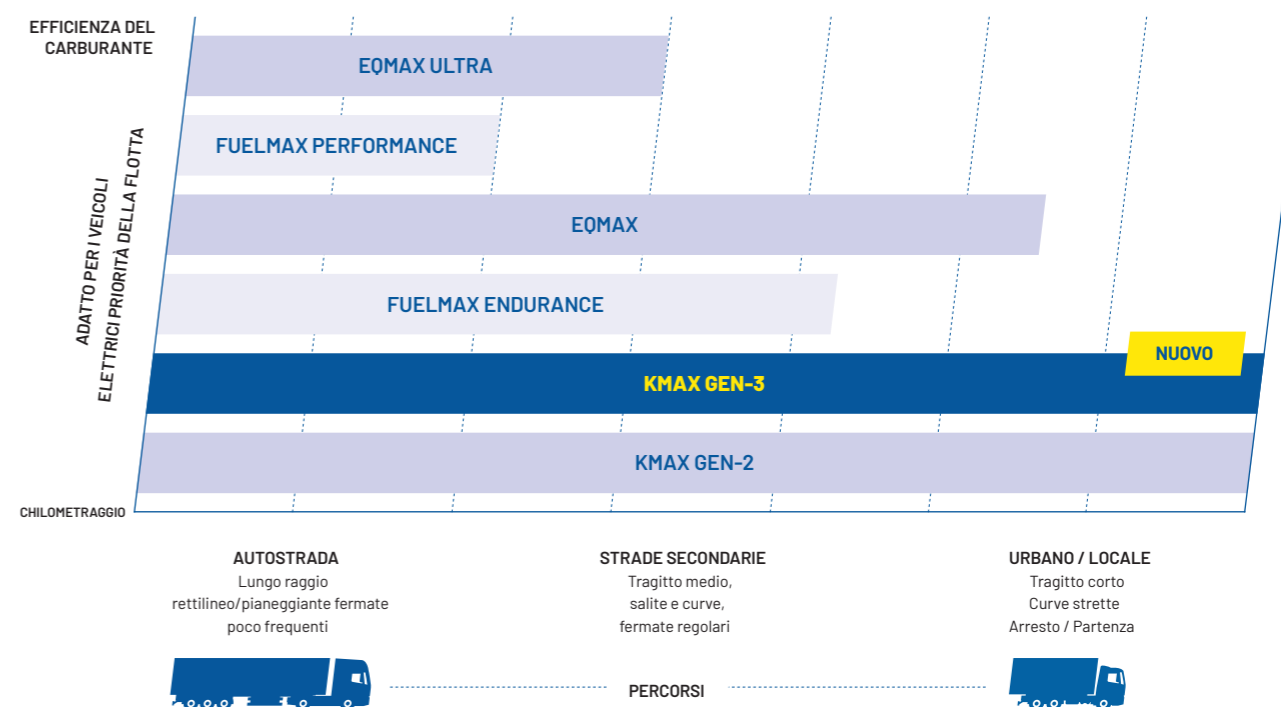 EFFICIENZA DEL
CARBURANTE
EQMAX ULTRA
FUELMAX PERFORMANCE
EQMAX
FUELMAX ENDURANCE
NUOVO
KMAX GEN-3
KMAX GEN-2
ADATTO PER I VEICOLI
ELETTRICI PRIORITÀ DELLA FLOTTA
CHILOMETRAGGIO
AUTOSTRADA
Lungo raggio
rettilineo/pianeggiante fermate
poco frequenti
STRADE SECONDARIE
Tragitto medio,
salite e curve,
fermate regolari
URBANO / LOCALE
Tragitto corto
Curve strette
Arresto / Partenza
PERCORSI